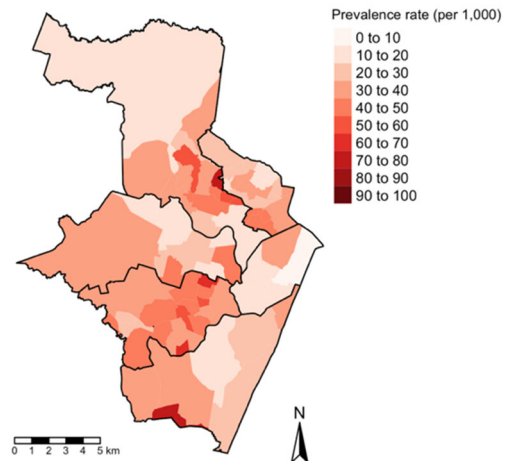 Prevalence rate (per 1,000)
0 to 10
10 to 20
20 to 30
30 to 40
40 to 50
50 to 60
60 to 70
70 to 80
80 to 90
90 to 100
N
0 1 2 3 4 5 km